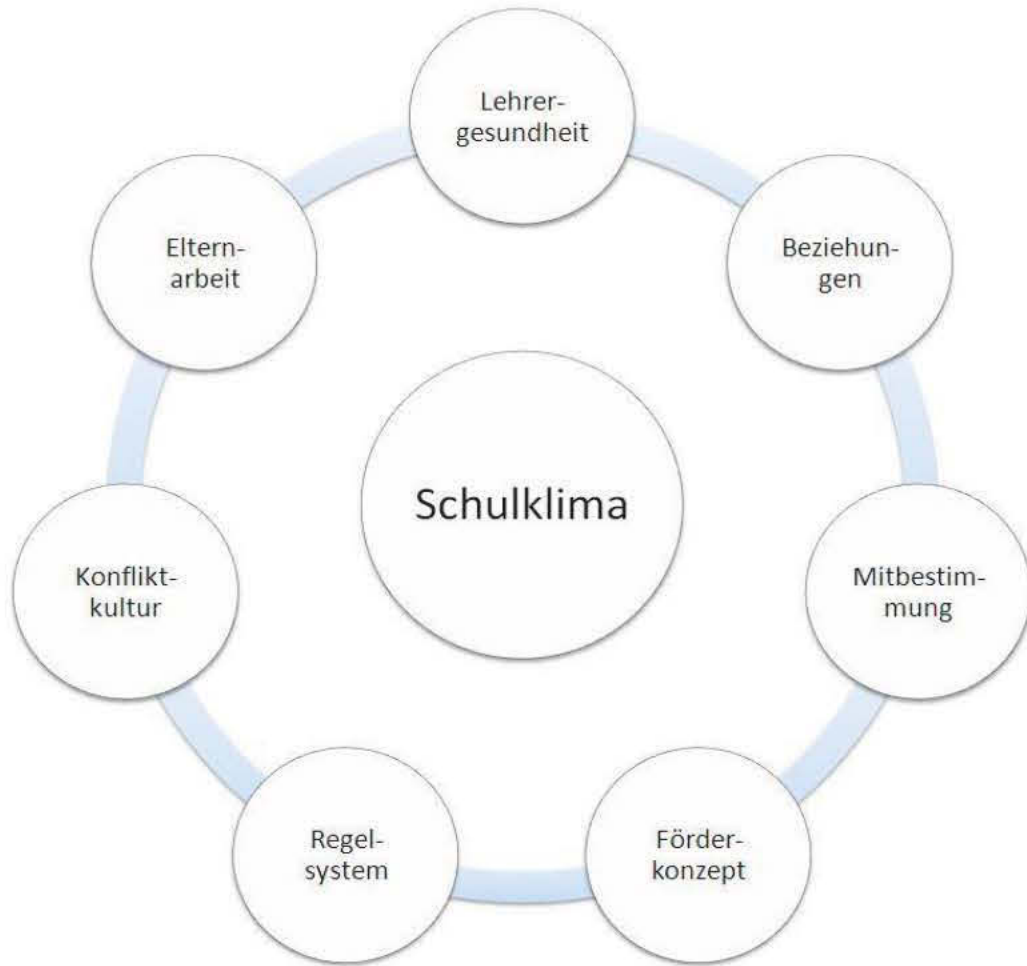 Lehrer-
gesundheit
Beziehun-
gen
Mitbestim-
mung
Förder-
konzept
Regel-
system
Konflikt-
kultur
Eltern-
arbeit
Schulklima